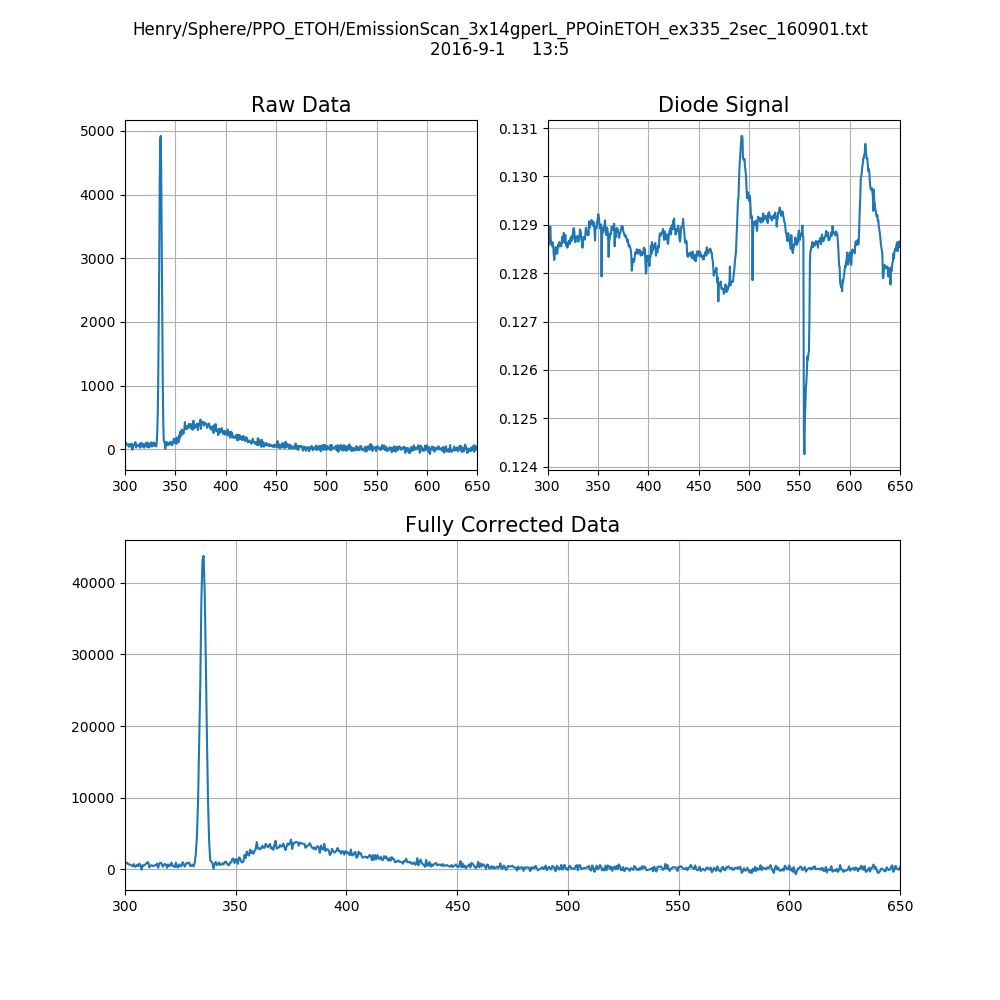 Henry/Sphere/PPO_ETOH/EmissionScan_3x14gperL_PPOinETOH_ex335_2sec_160901.txt
2016-9-1 13:5
Raw Data
5000
4000
3000
2000
1000
0
300 350 400 450 500 550 600 650
Diode Signal
0.131
0.130
0.129
0.128
0.127
0.126
0.125
0.124
300 350 400 450 500 550 600 650
Fully Corrected Data
40000
30000
20000
10000
0
300 350 400 450 500 550 600 650